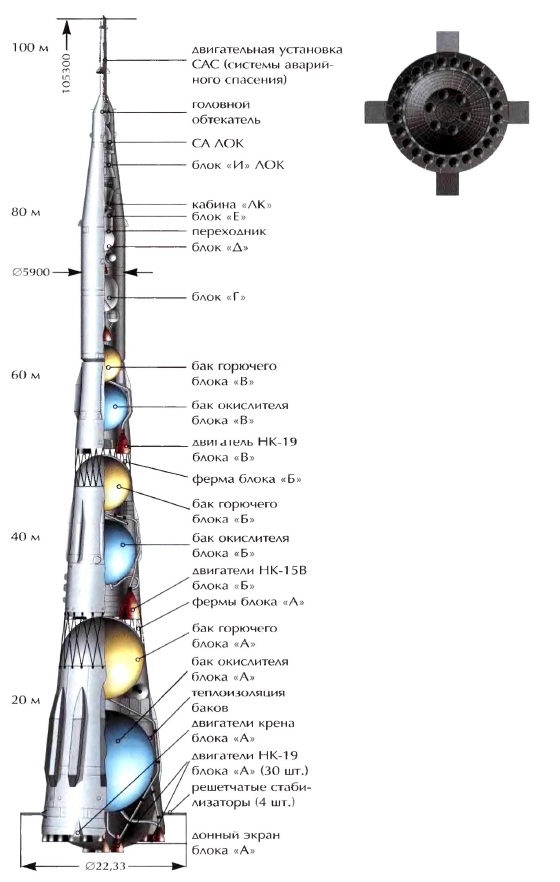 100 м
105300
двигательная установка
САС (системы аварий-
ного спасения)
головной
обтекатель
СА ЛОК
блок «И» ЛОК
кабина «ЛК»
80 м
блок «Е»
переходник
блок «Д»
∅5900
блок «Г»
60 м
бак горючего
блока «В»
бак окислителя
блока «В»
двигатель НК-19
блока «В»
ферма блока «Б»
бак горючего
блока «Б»
40 м
бак окислителя
блока «Б»
двигатели НК-15В
блока «Б»
фермы блока «А»
бак горючего
блока «А»
бак окислителя
блока «А»
20 м
теплоизоляция
баков
двигатели крена
блока «А»
двигатели НК-19
блока «А» (30 шт.)
решетчатые стаби-
лизаторы (4 шт.)
донный экран
блока «А»
∅22,33